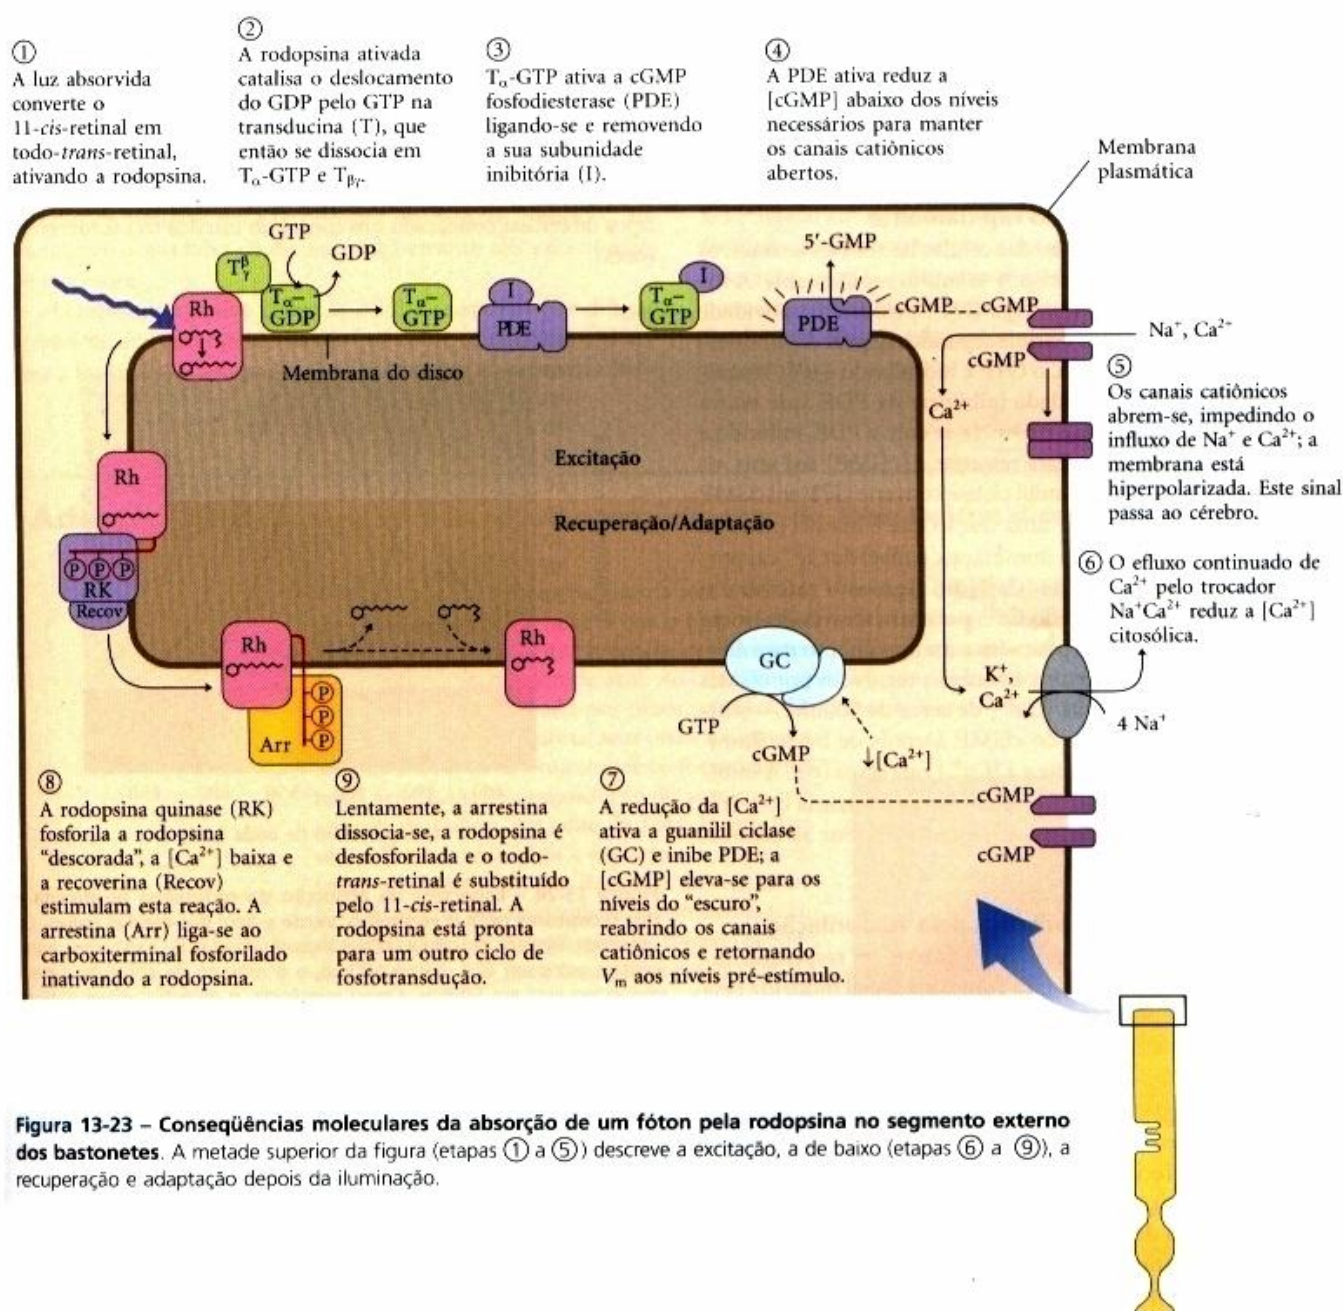 ①
A luz absorvida
converte o
11-cis-retinal em
todo-trans-retinal,
ativando a rodopsina.
②
A rodopsina ativada
catalisa o deslocamento
do GDP pelo GTP na
transducina (T), que
então se dissocia em
Tα-GTP e Tβγ.
③
Tα-GTP ativa a cGMP
fosfodiesterase (PDE)
ligando-se e removendo
a sua subunidade
inibitória (I).
④
A PDE ativa reduz a
[cGMP] abaixo dos níveis
necessários para manter
os canais catiônicos
abertos.
Membrana
plasmática
GTP
GDP
Tβγ
Tα–
GDP
Tα–
GTP
I
PDE
Tα–
GTP
I
5′-GMP
PDE
cGMP
cGMP
cGMP
Na⁺, Ca²⁺
Rh
Membrana do disco
Ca²⁺
⑤
Os canais catiônicos
abrem-se, impedindo o
influxo de Na⁺ e Ca²⁺; a
membrana está
hiperpolarizada. Este sinal
passa ao cérebro.
Excitação
Recuperação/Adaptação
Rh
P P P
RK
Recov
⑥ O efluxo continuado de
Ca²⁺ pelo trocador
Na⁺Ca²⁺ reduz a [Ca²⁺]
citosólica.
Rh
P
P
P
Arr
Rh
GC
GTP
cGMP
↓[Ca²⁺]
K⁺,
Ca²⁺
4 Na⁺
cGMP
cGMP
⑧
A rodopsina quinase (RK)
fosforila a rodopsina
“descorada”, a [Ca²⁺] baixa e
a recoverina (Recov)
estimulam esta reação. A
arrestina (Arr) liga-se ao
carboxiterminal fosforilado
inativando a rodopsina.
⑨
Lentamente, a arrestina
dissocia-se, a rodopsina é
desfosforilada e o todo-
trans-retinal é substituído
pelo 11-cis-retinal. A
rodopsina está pronta
para um outro ciclo de
fosfotransdução.
⑦
A redução da [Ca²⁺]
ativa a guanilil ciclase
(GC) e inibe PDE; a
[cGMP] eleva-se para os
níveis do “escuro”,
reabrindo os canais
catiônicos e retornando
Vm aos níveis pré-estímulo.
Figura 13-23 – Conseqüências moleculares da absorção de um fóton pela rodopsina no segmento externo
dos bastonetes. A metade superior da figura (etapas ① a ⑤) descreve a excitação, a de baixo (etapas ⑥ a ⑨), a
recuperação e adaptação depois da iluminação.